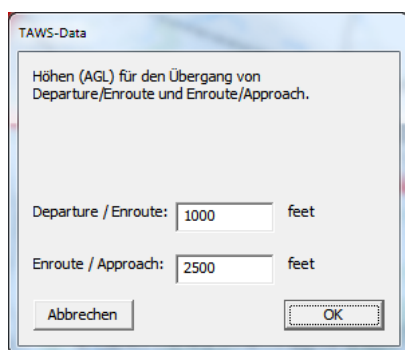 TAWS-Data
Höhen (AGL) für den Übergang von
Departure/Enroute und Enroute/Approach.
Departure / Enroute: 1000 feet
Enroute / Approach: 2500 feet
Abbrechen OK